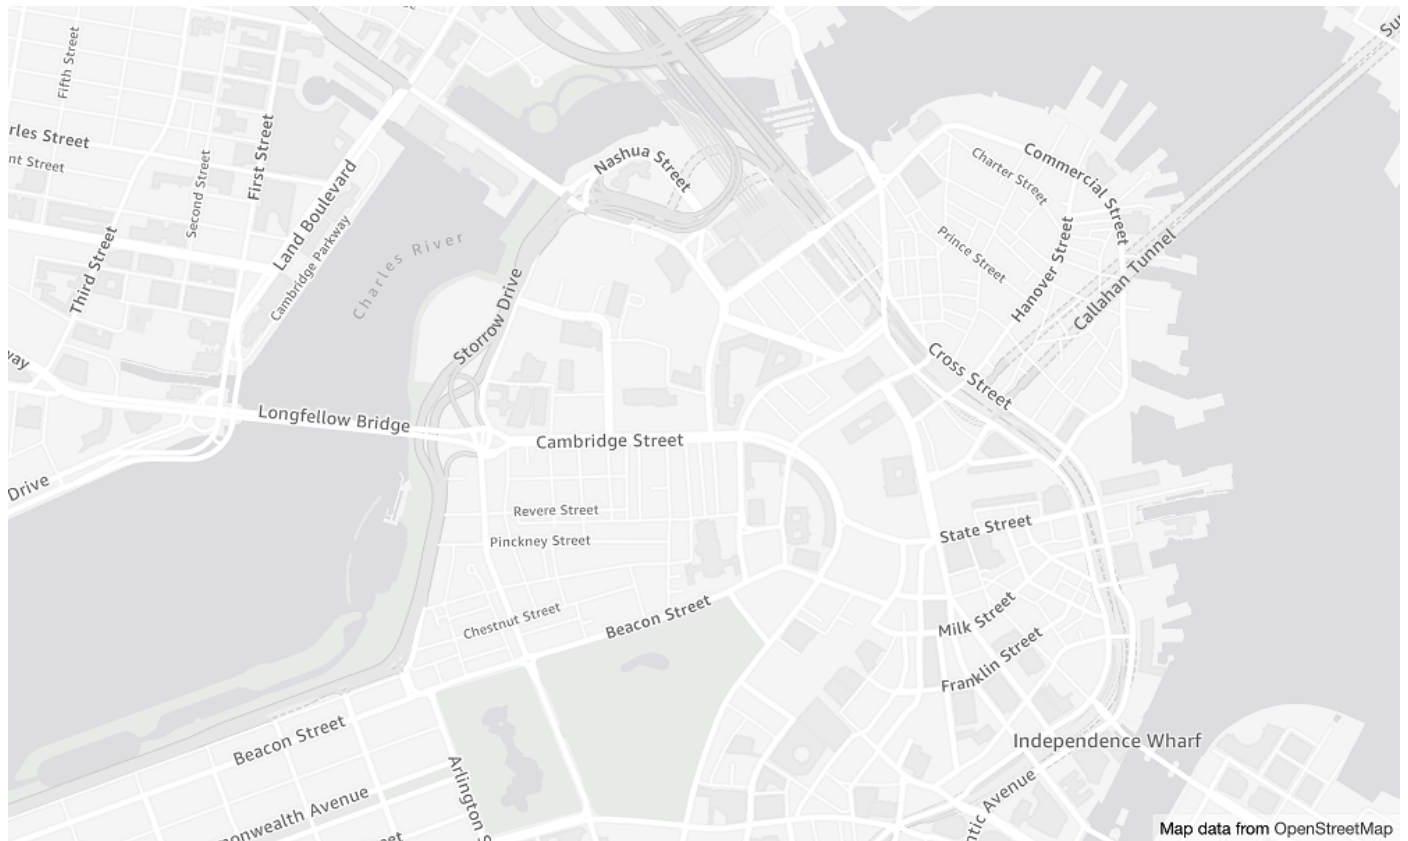 Fifth Street
rles Street
nt Street
Second Street
First Street
Land Boulevard
Cambridge Parkway
Third Street
way
Charles River
Nashua Street
Storrow Drive
Charter Street
Commercial Street
Prince Street
Hanover Street
Callahan Tunnel
Cross Street
Longfellow Bridge
Cambridge Street
Drive
Revere Street
Pinckney Street
State Street
Chestnut Street
Beacon Street
Milk Street
Franklin Street
Beacon Street
Independence Wharf
Arlington S
onwealth Avenue
ntic Avenue
Map data from OpenStreetMap